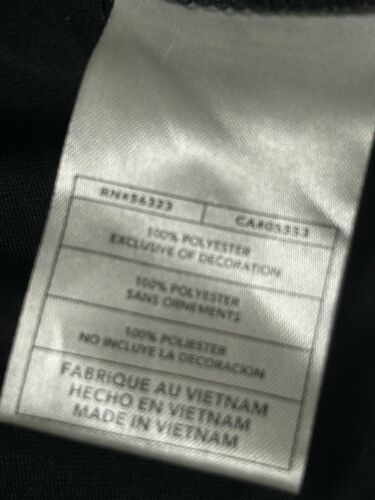 RN#56323 CA#05553
100% POLYESTER
EXCLUSIVE OF DECORATION
100% POLYESTER
SANS ORNEMENTS
100% POLIESTER
NO INCLUYE LA DECORACION
FABRIQUE AU VIETNAM
HECHO EN VIETNAM
MADE IN VIETNAM